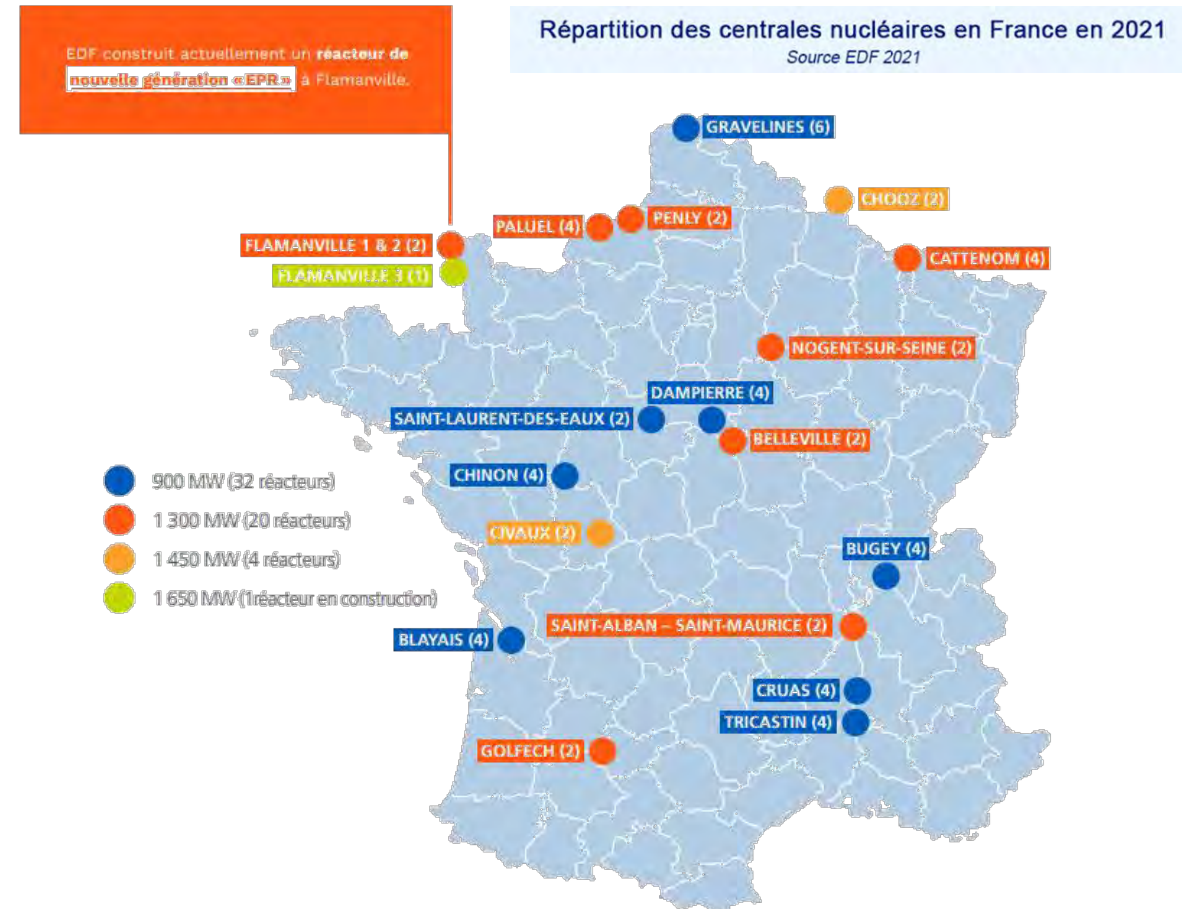 EDF construit actuellement un réacteur de
nouvelle génération « EPR » à Flamanville.
Répartition des centrales nucléaires en France en 2021
Source EDF 2021
GRAVELINES (6)
CHOOZ (2)
PENLY (2)
PALUEL (4)
FLAMANVILLE 1 & 2 (2)
CATTENOM (4)
FLAMANVILLE 3 (1)
NOGENT-SUR-SEINE (2)
DAMPIERRE (4)
SAINT-LAURENT-DES-EAUX (2)
BELLEVILLE (2)
CHINON (4)
900 MW (32 réacteurs)
1 300 MW (20 réacteurs)
1 450 MW (4 réacteurs)
1 650 MW (1réacteur en construction)
CIVAUX (2)
BUGEY (4)
SAINT-ALBAN – SAINT-MAURICE (2)
BLAYAIS (4)
CRUAS (4)
TRICASTIN (4)
GOLFECH (2)